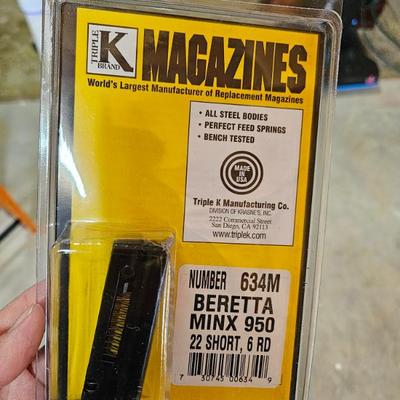 TRIPLE K BRAND
MAGAZINES
World's Largest Manufacturer of Replacement Magazines
• ALL STEEL BODIES
• PERFECT FEED SPRINGS
• BENCH TESTED
MADE IN USA
Triple K Manufacturing Co.
DIVISION OF KRASNE'S, INC.
2222 Commercial Street
San Diego, CA 92113
www.triplek.com
NUMBER 634M
BERETTA
MINX 950
22 SHORT, 6 RD
7 30745 00634 9